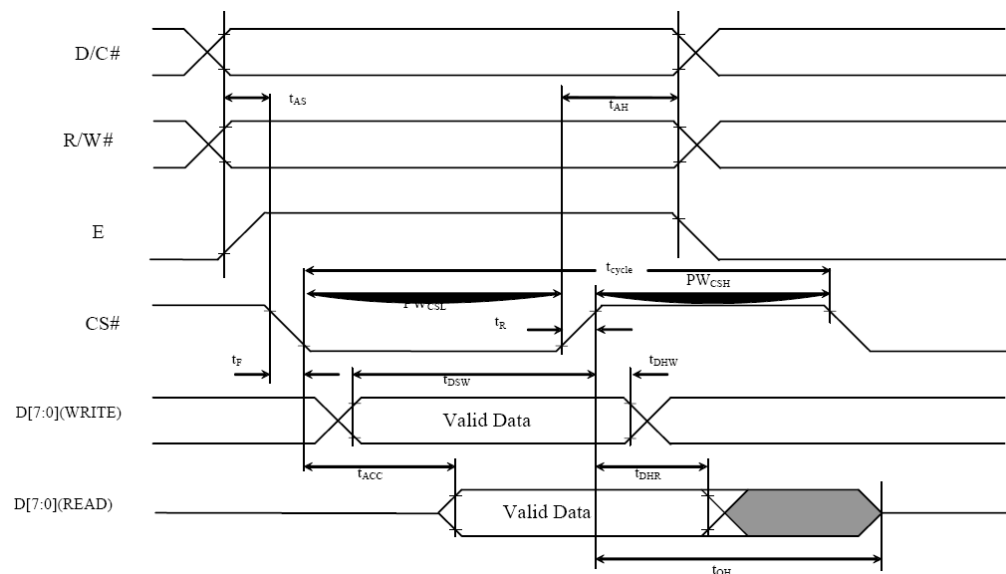 D/C#
tAS
tAH
R/W#
E
tcycle
PWCSL
PWCSH
CS#
tR
tF
tDSW
tDHW
D[7:0](WRITE)
Valid Data
tACC
tDHR
D[7:0](READ)
Valid Data
tOH